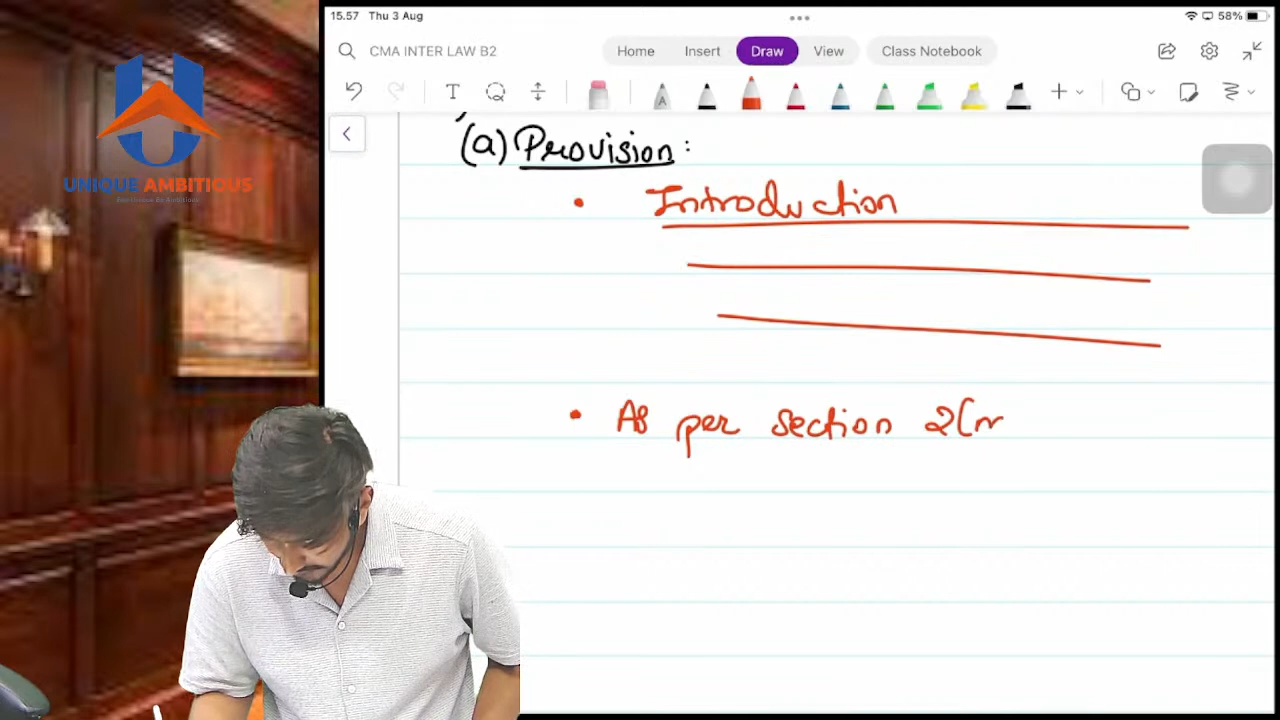 15.57 Thu 3 Aug
58%
CMA INTER LAW B2
Home Insert Draw View Class Notebook
T
A
UNIQUE AMBITIOUS
(a) Provision:
• Introduction
• As per section 2(m